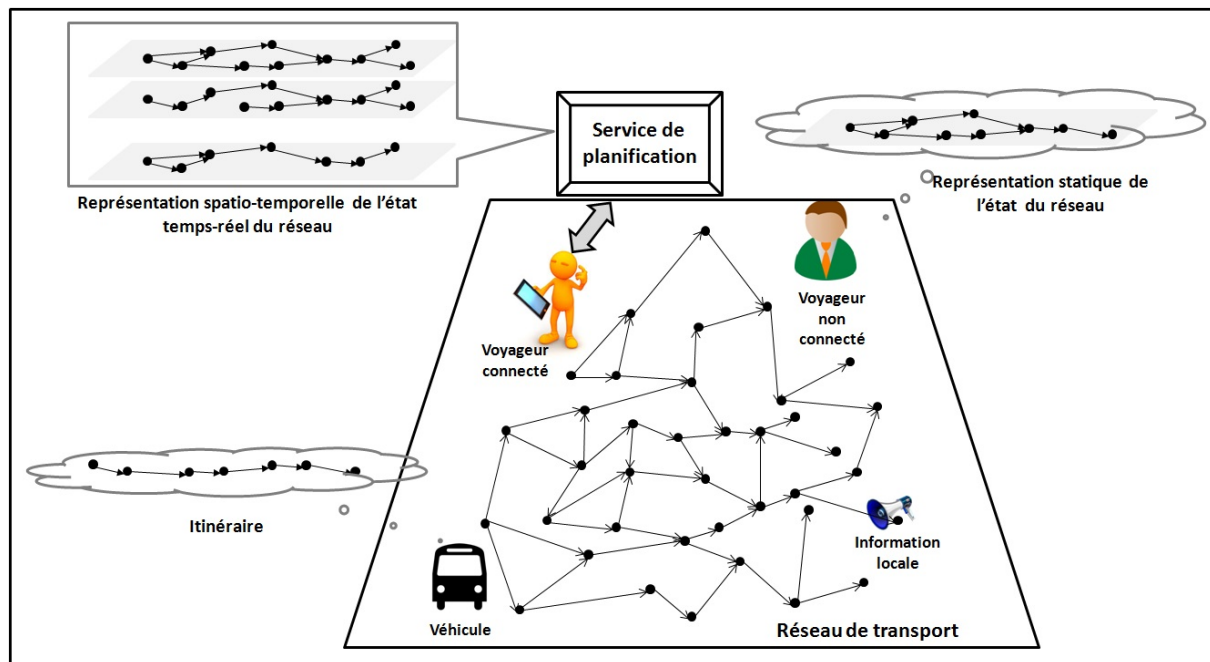 Service de
planification
Représentation spatio-temporelle de l'état
temps-réel du réseau
Représentation statique de
l'état du réseau
Voyageur
connecté
Voyageur
non
connecté
Itinéraire
Information
locale
Véhicule
Réseau de transport